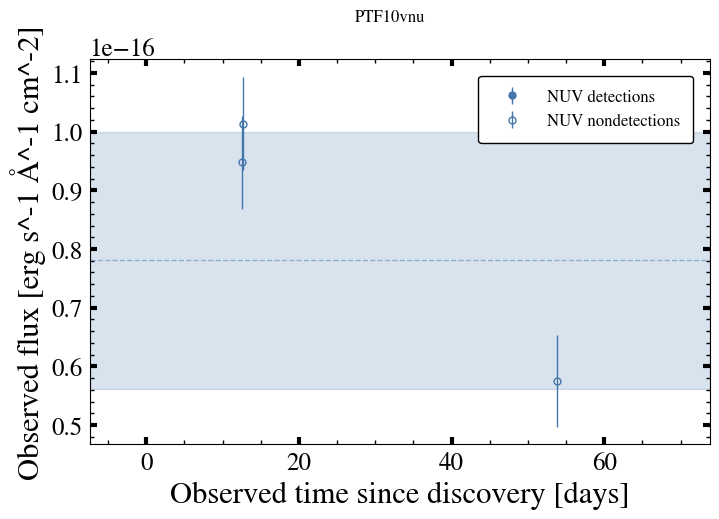 PTF10vnu
1e−16
Observed flux [erg s^-1 Å^-1 cm^-2]
1.1
1.0
0.9
0.8
0.7
0.6
0.5
NUV detections
NUV nondetections
0
20
40
60
Observed time since discovery [days]